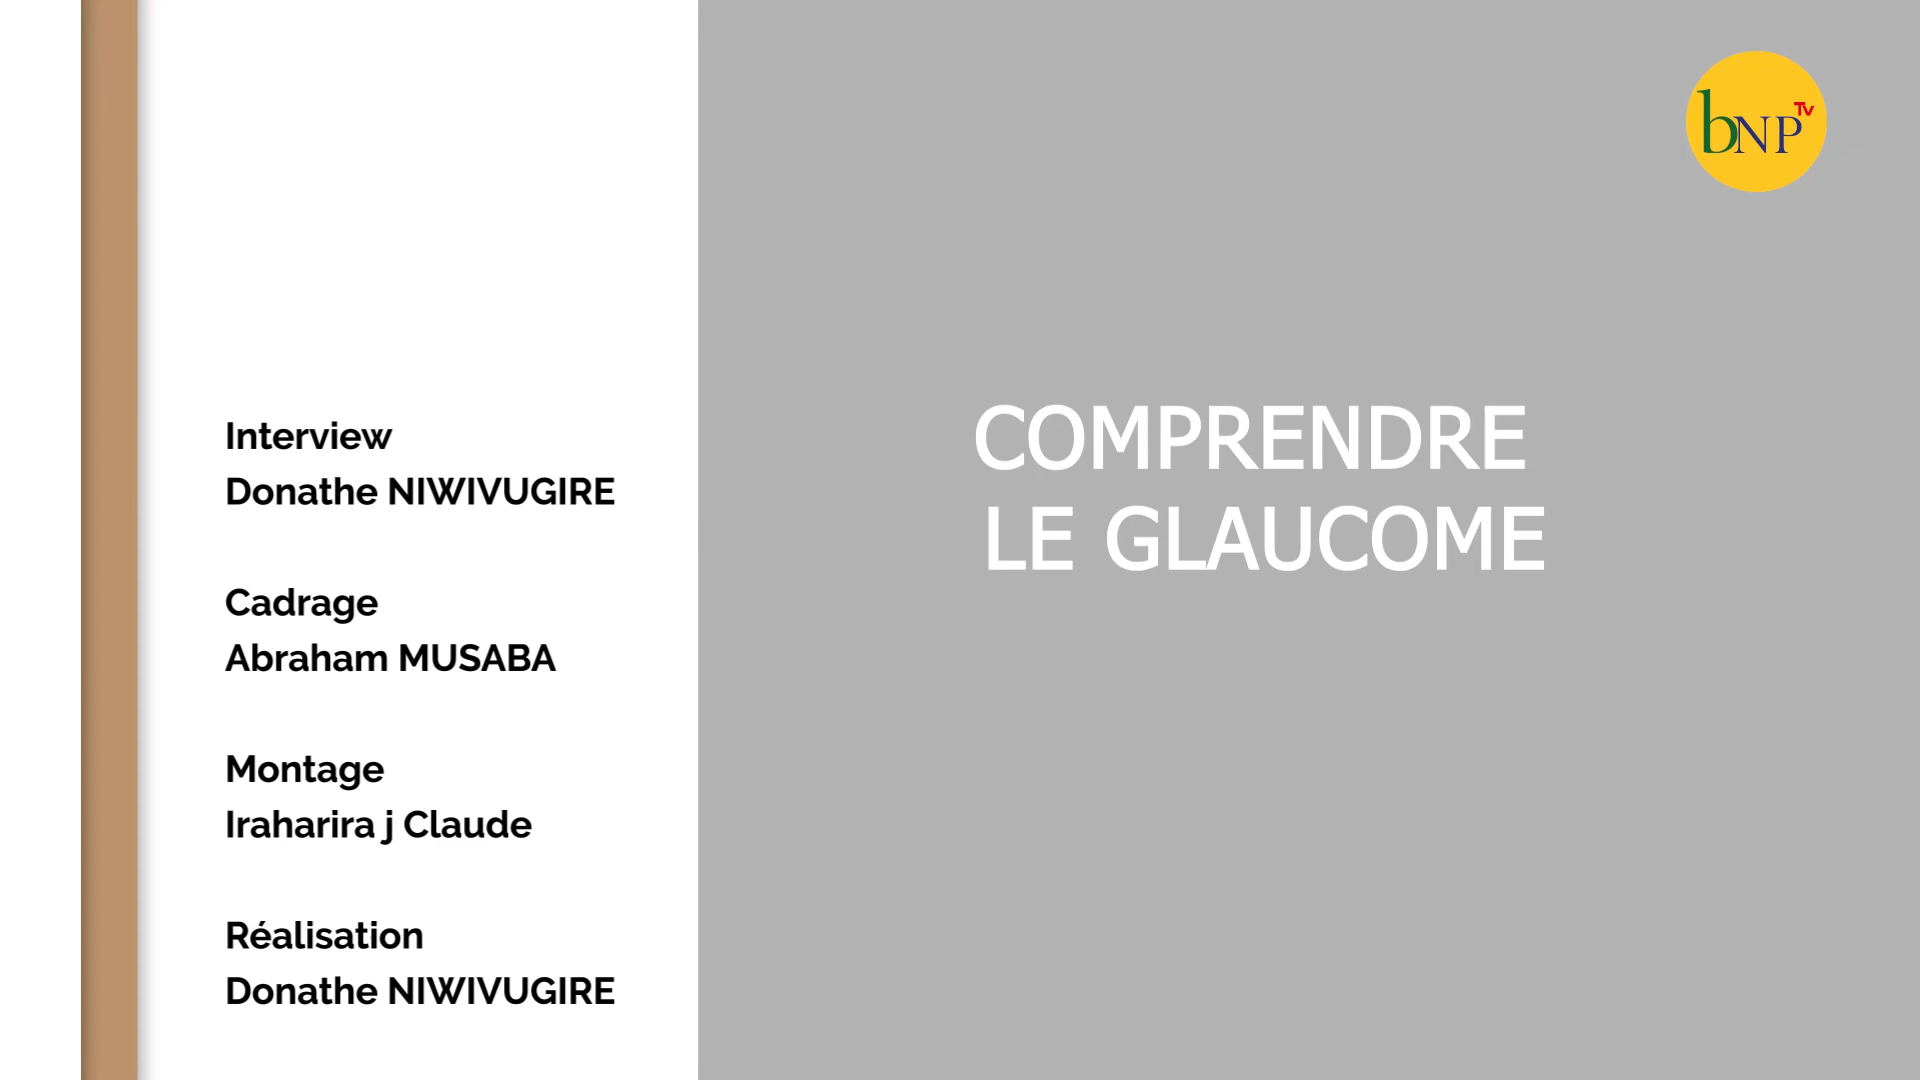 Interview
Donathe NIWIVUGIRE
Cadrage
Abraham MUSABA
Montage
Iraharira j Claude
Réalisation
Donathe NIWIVUGIRE
COMPRENDRE
LE GLAUCOME
bNP Tv